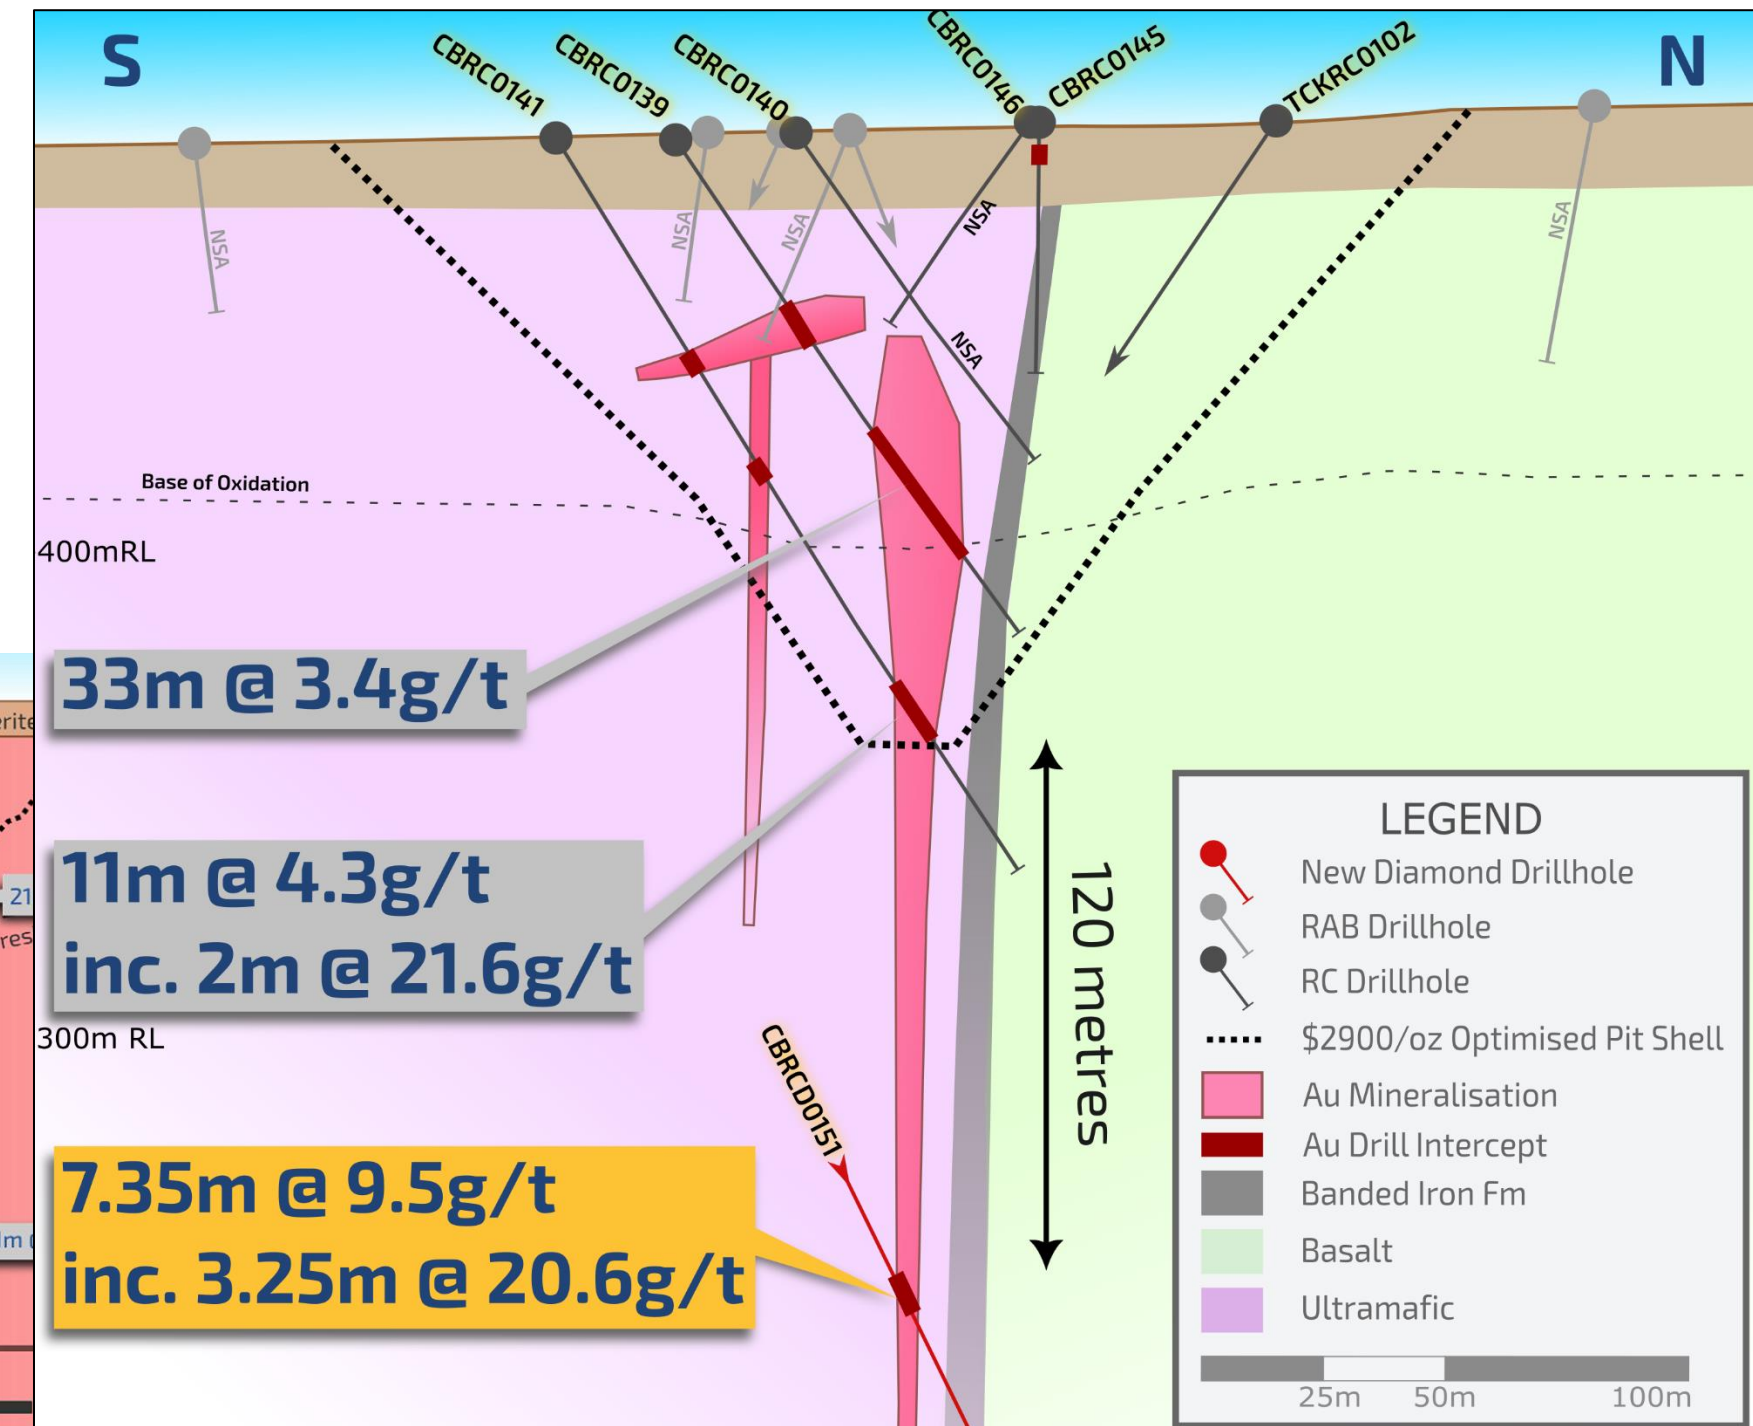 S
N
CBRC0141
CBRC0139
CBRC0140
CBRC0146
CBRC0145
TCKRC0102
NSA
NSA
NSA
NSA
NSA
NSA
Base of Oxidation
400mRL
33m @ 3.4g/t
11m @ 4.3g/t
inc. 2m @ 21.6g/t
300m RL
120 metres
CBRCD0151
7.35m @ 9.5g/t
inc. 3.25m @ 20.6g/t
LEGEND
New Diamond Drillhole
RAB Drillhole
RC Drillhole
$2900/oz Optimised Pit Shell
Au Mineralisation
Au Drill Intercept
Banded Iron Fm
Basalt
Ultramafic
25m 50m 100m
21